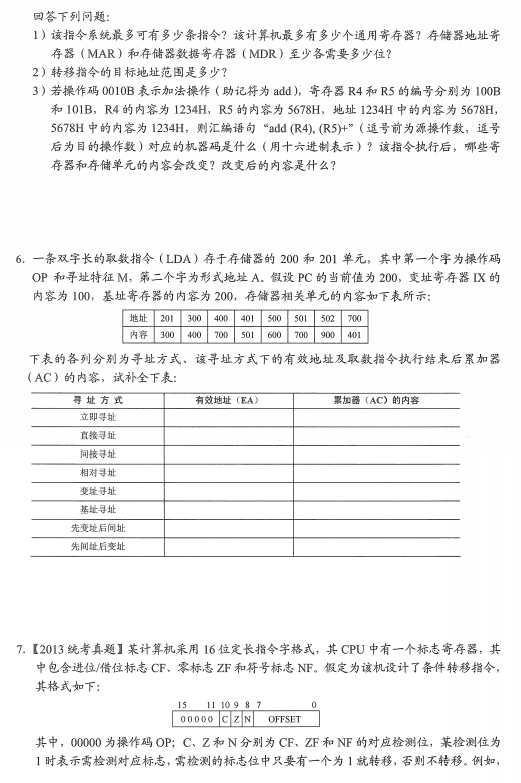 回答下列问题：
1）该指令系统最多可有多少条指令？该计算机最多有多少个通用寄存器？存储器地址寄
存器（MAR）和存储器数据寄存器（MDR）至少各需要多少位？
2）转移指令的目标地址范围是多少？
3）若操作码 0010B 表示加法操作（助记符为 add），寄存器 R4 和 R5 的编号分别为 100B
和 101B，R4 的内容为 1234H，R5 的内容为 5678H，地址 1234H 中的内容为 5678H，
5678H 中的内容为 1234H，则汇编语句“add (R4), (R5)+”（逗号前为源操作数，逗号
后为目的操作数）对应的机器码是什么（用十六进制表示）？该指令执行后，哪些寄
存器和存储单元的内容会改变？改变后的内容是什么？
6. 一条双字长的取数指令（LDA）存于存储器的 200 和 201 单元，其中第一个字为操作码
OP 和寻址特征 M，第二个字为形式地址 A。假设 PC 的当前值为 200，变址寄存器 IX 的
内容为 100，基址寄存器的内容为 200，存储器相关单元的内容如下表所示：
地址 201 300 400 401 500 501 502 700
内容 300 400 700 501 600 700 900 401
下表的各列分别为寻址方式、该寻址方式下的有效地址及取数指令执行结束后累加器
（AC）的内容，试补全下表：
寻 址 方 式 有效地址（EA） 累加器（AC）的内容
立即寻址
直接寻址
间接寻址
相对寻址
变址寻址
基址寻址
先变址后间址
先间址后变址
7.【2013 统考真题】某计算机采用 16 位定长指令字格式，其 CPU 中有一个标志寄存器，其
中包含进位/借位标志 CF、零标志 ZF 和符号标志 NF。假定为该机设计了条件转移指令，
其格式如下：
15 11 10 9 8 7 0
0 0 0 0 0 C Z N OFFSET
其中，00000 为操作码 OP；C、Z 和 N 分别为 CF、ZF 和 NF 的对应检测位，某检测位为
1 时表示需检测对应标志，需检测的标志位中只要有一个为 1 就转移，否则不转移。例如，